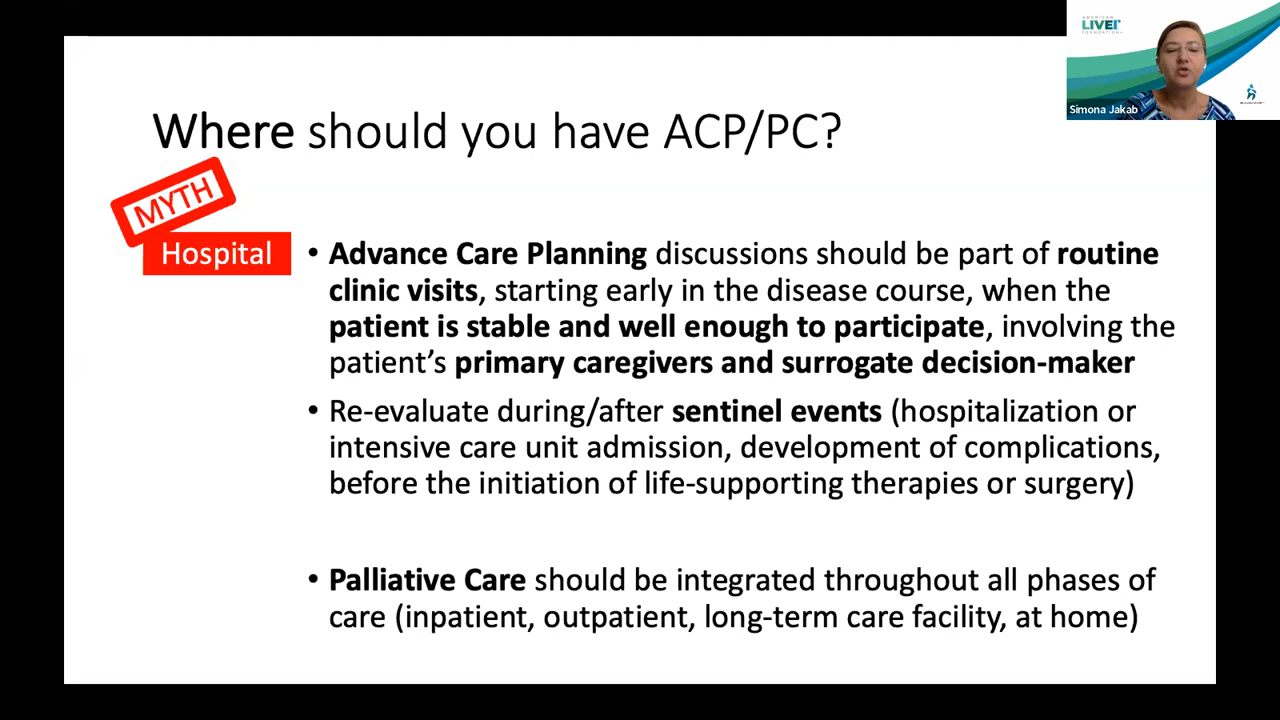 AMERICAN
LIVER
FOUNDATION
Simona Jakab
Where should you have ACP/PC?
MYTH
Hospital
• Advance Care Planning discussions should be part of routine
clinic visits, starting early in the disease course, when the
patient is stable and well enough to participate, involving the
patient’s primary caregivers and surrogate decision-maker
• Re-evaluate during/after sentinel events (hospitalization or
intensive care unit admission, development of complications,
before the initiation of life-supporting therapies or surgery)
• Palliative Care should be integrated throughout all phases of
care (inpatient, outpatient, long-term care facility, at home)